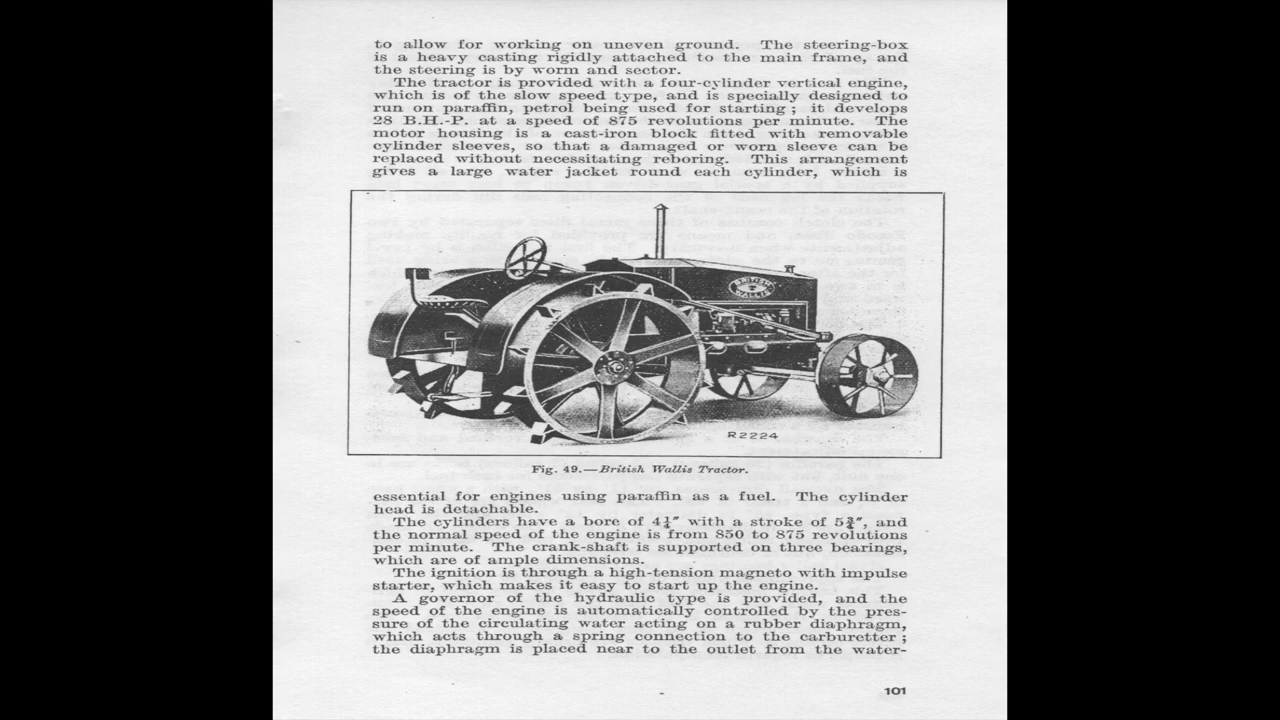 to allow for working on uneven ground. The steering-box
is a heavy casting rigidly attached to the main frame, and
the steering is by worm and sector.
The tractor is provided with a four-cylinder vertical engine,
which is of the slow speed type, and is specially designed to
run on paraffin, petrol being used for starting ; it develops
28 B.H.-P. at a speed of 875 revolutions per minute. The
motor housing is a cast-iron block fitted with removable
cylinder sleeves, so that a damaged or worn sleeve can be
replaced without necessitating reboring. This arrangement
gives a large water jacket round each cylinder, which is
BRITISH
WALLIS
R2224
Fig. 49.—British Wallis Tractor.
essential for engines using paraffin as a fuel. The cylinder
head is detachable.
The cylinders have a bore of 4¼″ with a stroke of 5¾″, and
the normal speed of the engine is from 850 to 875 revolutions
per minute. The crank-shaft is supported on three bearings,
which are of ample dimensions.
The ignition is through a high-tension magneto with impulse
starter, which makes it easy to start up the engine.
A governor of the hydraulic type is provided, and the
speed of the engine is automatically controlled by the pres-
sure of the circulating water acting on a rubber diaphragm,
which acts through a spring connection to the carburetter ;
the diaphragm is placed near to the outlet from the water-
101